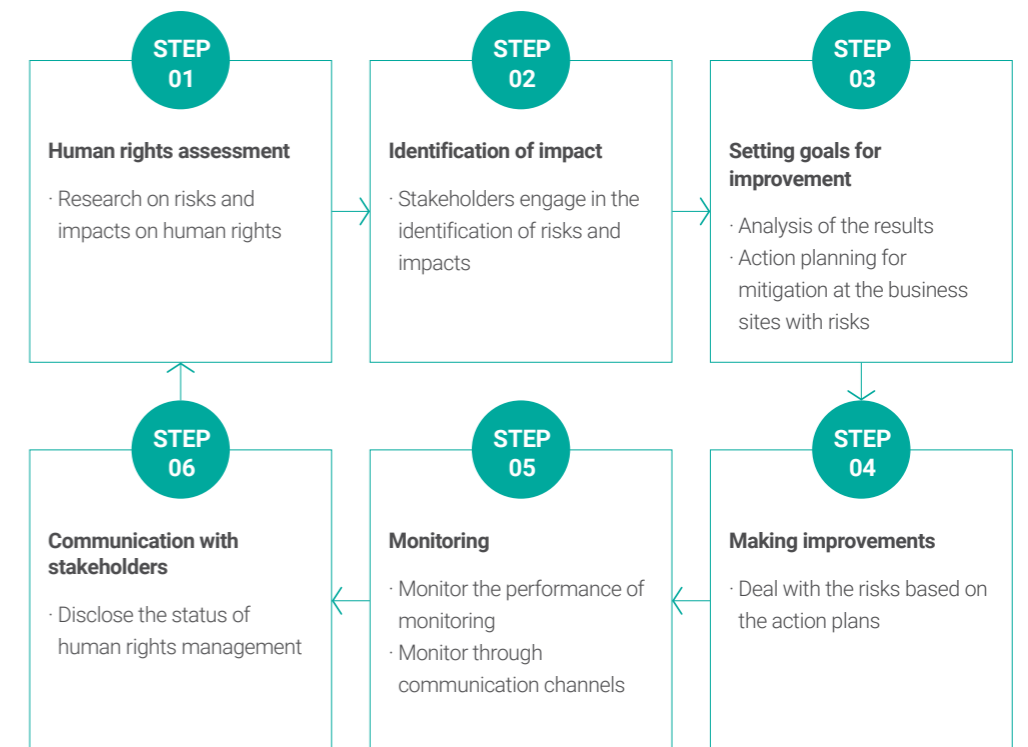 STEP
01
Human rights assessment
· Research on risks and
impacts on human rights
STEP
02
Identification of impact
· Stakeholders engage in the
identification of risks and
impacts
STEP
03
Setting goals for
improvement
· Analysis of the results
· Action planning for
mitigation at the business
sites with risks
STEP
04
Making improvements
· Deal with the risks based on
the action plans
STEP
05
Monitoring
· Monitor the performance of
monitoring
· Monitor through
communication channels
STEP
06
Communication with
stakeholders
· Disclose the status of
human rights management